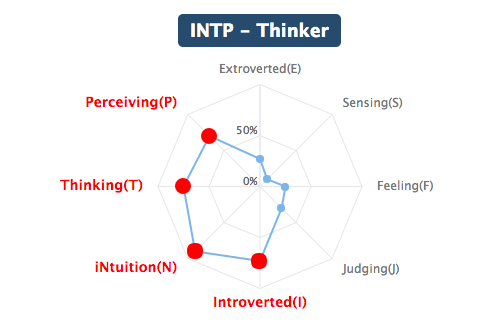 INTP – Thinker
Extroverted(E)
Perceiving(P)
Sensing(S)
50%
Thinking(T)
0%
Feeling(F)
iNtuition(N)
Judging(J)
Introverted(I)